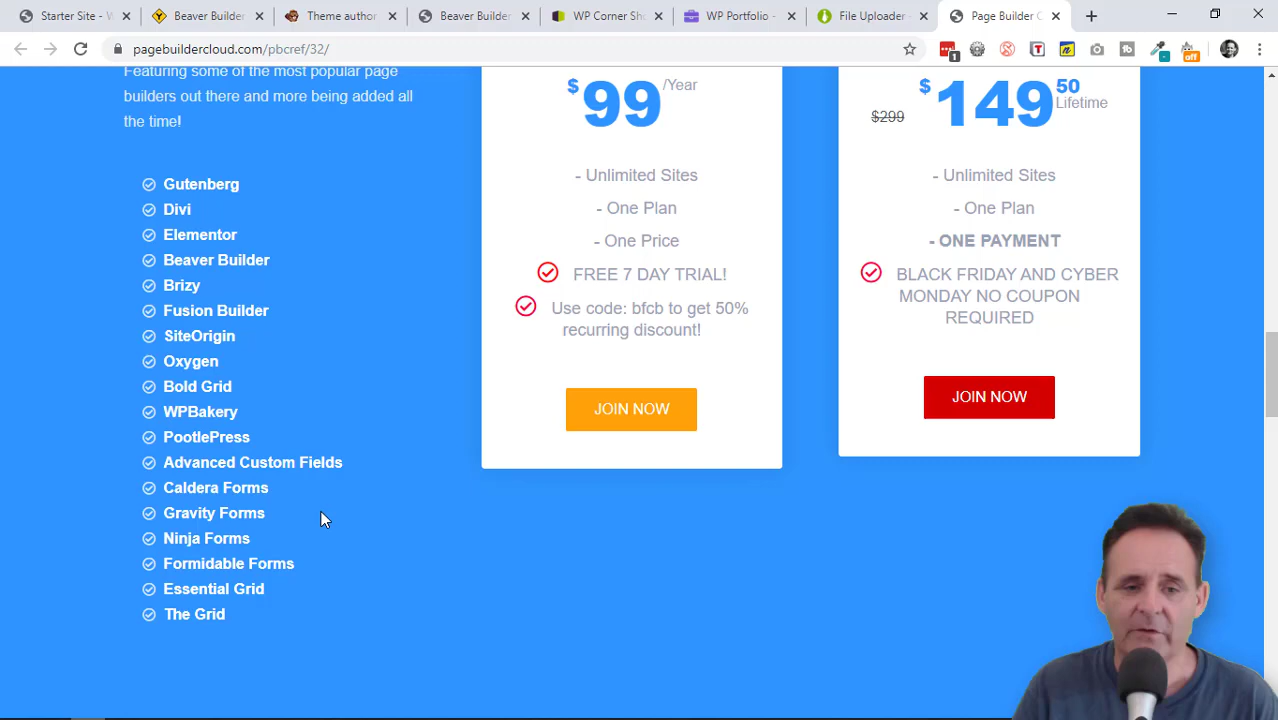 Starter Site - W
Beaver Builder
Theme author
Beaver Builder
WP Corner Sho
WP Portfolio -
File Uploader -
Page Builder C
pagebuildercloud.com/pbcref/32/
1
off
Featuring some of the most popular page
builders out there and more being added all
the time!
Gutenberg
Divi
Elementor
Beaver Builder
Brizy
Fusion Builder
SiteOrigin
Oxygen
Bold Grid
WPBakery
PootlePress
Advanced Custom Fields
Caldera Forms
Gravity Forms
Ninja Forms
Formidable Forms
Essential Grid
The Grid
$99/Year
- Unlimited Sites
- One Plan
- One Price
FREE 7 DAY TRIAL!
Use code: bfcb to get 50%
recurring discount!
JOIN NOW
$299 $149 50 Lifetime
- Unlimited Sites
- One Plan
- ONE PAYMENT
BLACK FRIDAY AND CYBER
MONDAY NO COUPON
REQUIRED
JOIN NOW